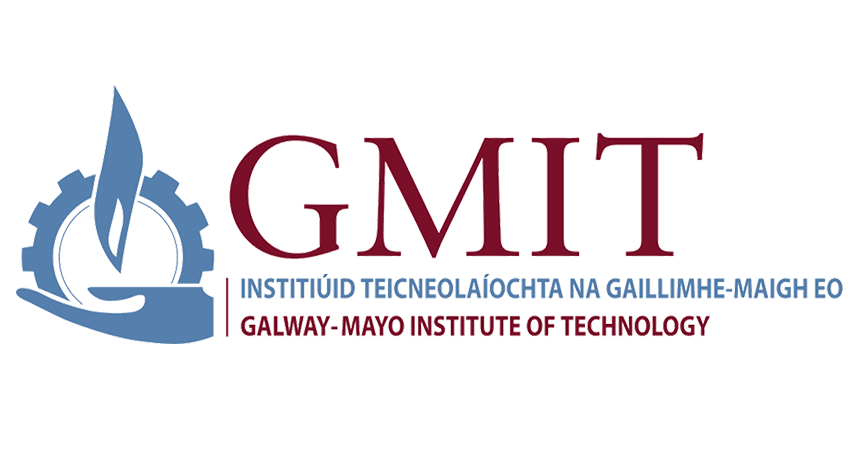 GMIT
INSTITIÚID TEICNEOLAÍOCHTA NA GAILLIMHE-MAIGH EO
GALWAY-MAYO INSTITUTE OF TECHNOLOGY